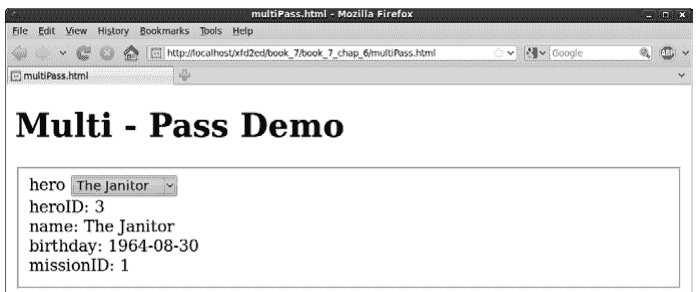 multiPass.html - Mozilla Firefox
File Edit View History Bookmarks Tools Help
http://localhost/xfd2ed/book_7/book_7_chap_6/multiPass.html Google ABP
multiPass.html
Multi - Pass Demo
hero The Janitor
heroID: 3
name: The Janitor
birthday: 1964-08-30
missionID: 1